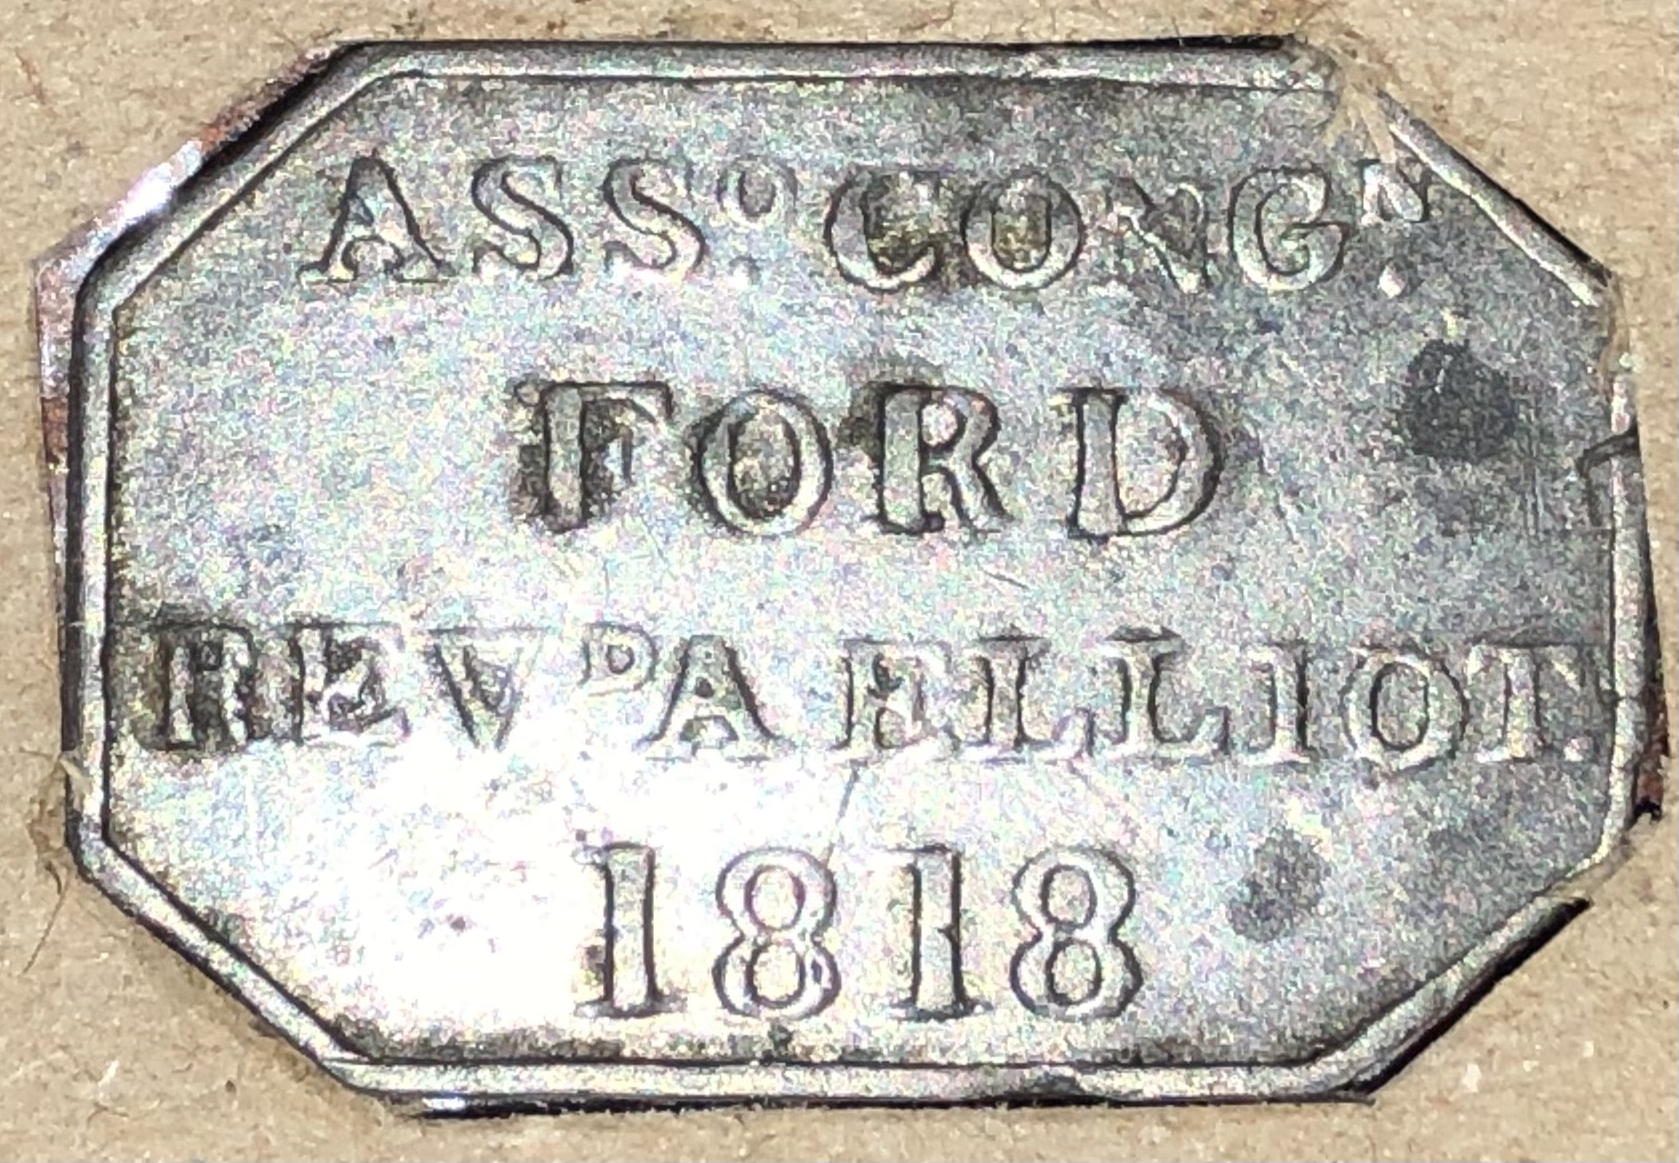 ASSº. CONGᴺ.
FORD
REVᴰ A ELLIOT.
1818